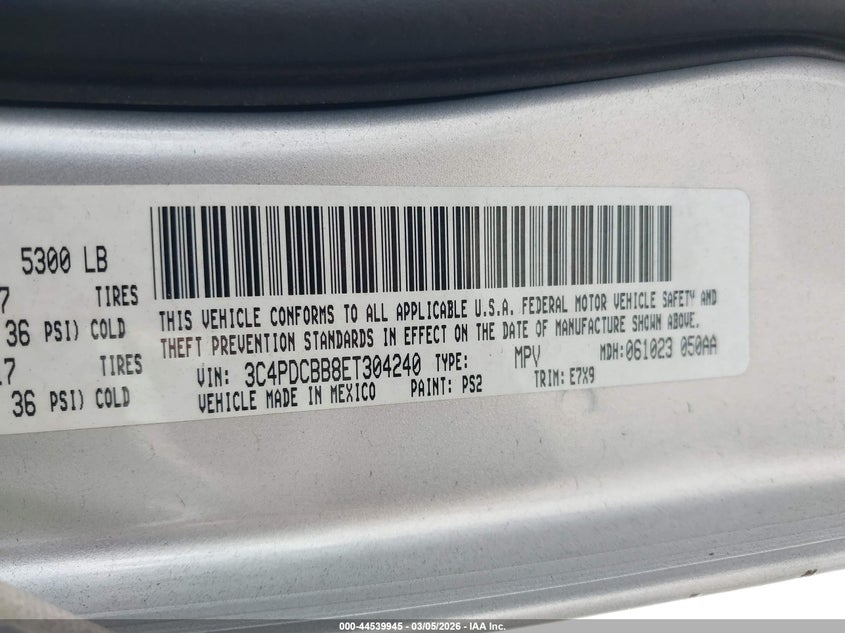 5300 LB
7 TIRES
36 PSI) COLD
17 TIRES
36 PSI) COLD
THIS VEHICLE CONFORMS TO ALL APPLICABLE U.S.A. FEDERAL MOTOR VEHICLE SAFETY AND
THEFT PREVENTION STANDARDS IN EFFECT ON THE DATE OF MANUFACTURE SHOWN ABOVE.
VIN: 3C4PDCBB8ET304240 TYPE: MPV MDH:061023 050AA
VEHICLE MADE IN MEXICO PAINT: PS2 TRIM: E7X9
000-44539945 - 03/05/2026 - IAA Inc.